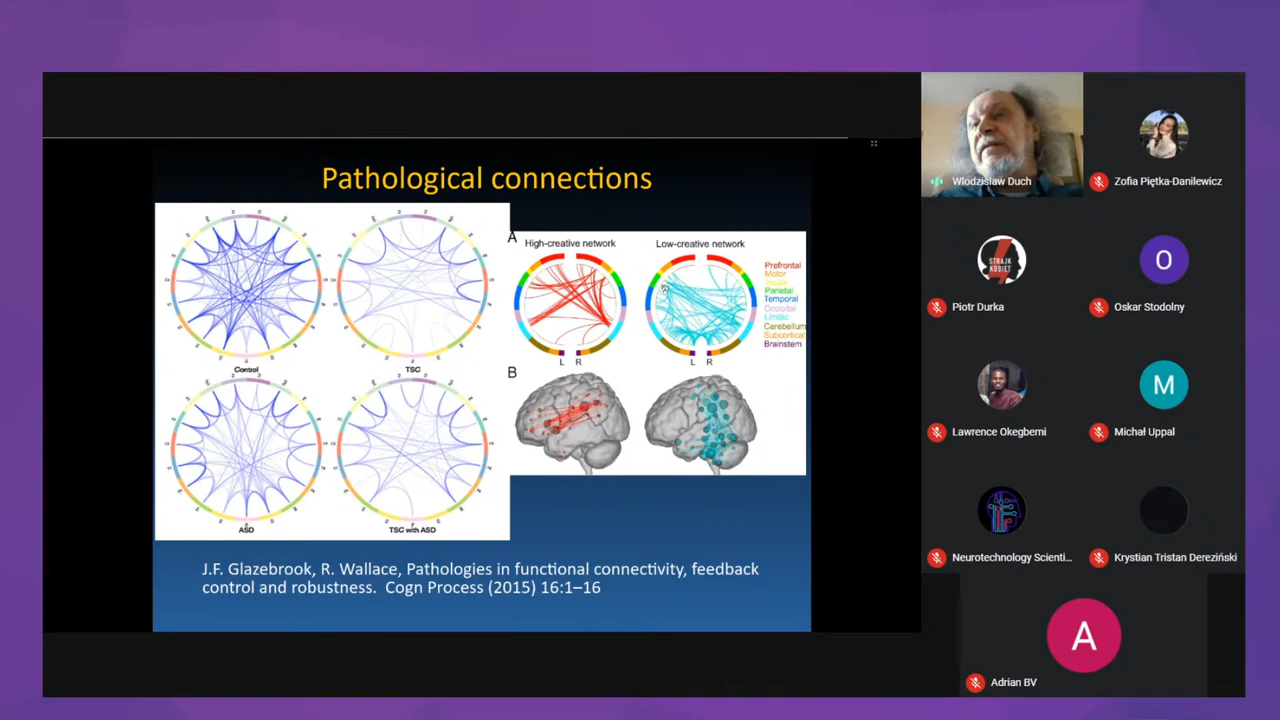 Pathological connections
Control
TSC
ASD
TSC with ASD
A
High-creative network
Low-creative network
L R
L R
Prefrontal
Motor
Parietal
Temporal
Occipital
Limbic
Cerebellum
Subcortical
Brainstem
B
J.F. Glazebrook, R. Wallace, Pathologies in functional connectivity, feedback
control and robustness. Cogn Process (2015) 16:1–16
Wlodzislaw Duch
Zofia Piętka-Danilewicz
STRAJK
KOBIET
Piotr Durka
O
Oskar Stodolny
Lawrence Okegbemi
M
Michał Uppal
Neurotechnology Scienti...
Krystian Tristan Dereziński
A
Adrian BV